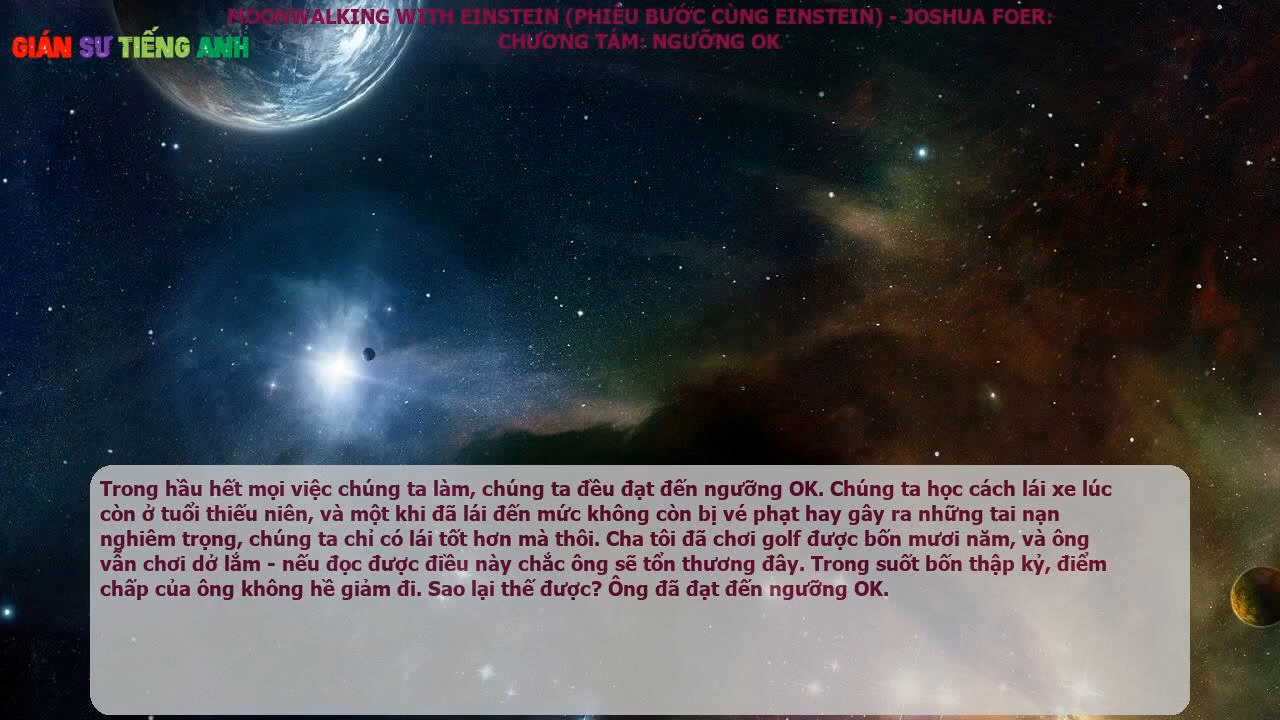 MOONWALKING WITH EINSTEIN (PHIÊU BƯỚC CÙNG EINSTEIN) - JOSHUA FOER:
CHƯƠNG TÁM: NGƯỠNG OK
GIÁN SƯ TIẾNG ANH
Trong hầu hết mọi việc chúng ta làm, chúng ta đều đạt đến ngưỡng OK. Chúng ta học cách lái xe lúc
còn ở tuổi thiếu niên, và một khi đã lái đến mức không còn bị vé phạt hay gây ra những tai nạn
nghiêm trọng, chúng ta chỉ có lái tốt hơn mà thôi. Cha tôi đã chơi golf được bốn mươi năm, và ông
vẫn chơi dở lắm - nếu đọc được điều này chắc ông sẽ tổn thương đây. Trong suốt bốn thập kỷ, điểm
chấp của ông không hề giảm đi. Sao lại thế được? Ông đã đạt đến ngưỡng OK.